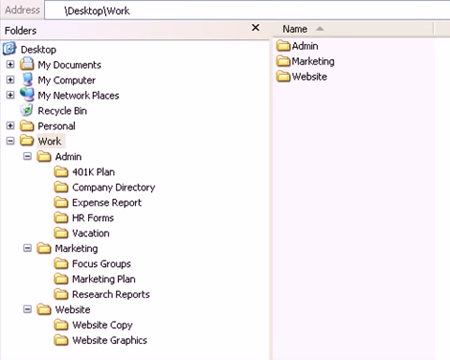 Address \Desktop\Work
Folders
Desktop
My Documents
My Computer
My Network Places
Recycle Bin
Personal
Work
Admin
401K Plan
Company Directory
Expense Report
HR Forms
Vacation
Marketing
Focus Groups
Marketing Plan
Research Reports
Website
Website Copy
Website Graphics
Name
Admin
Marketing
Website